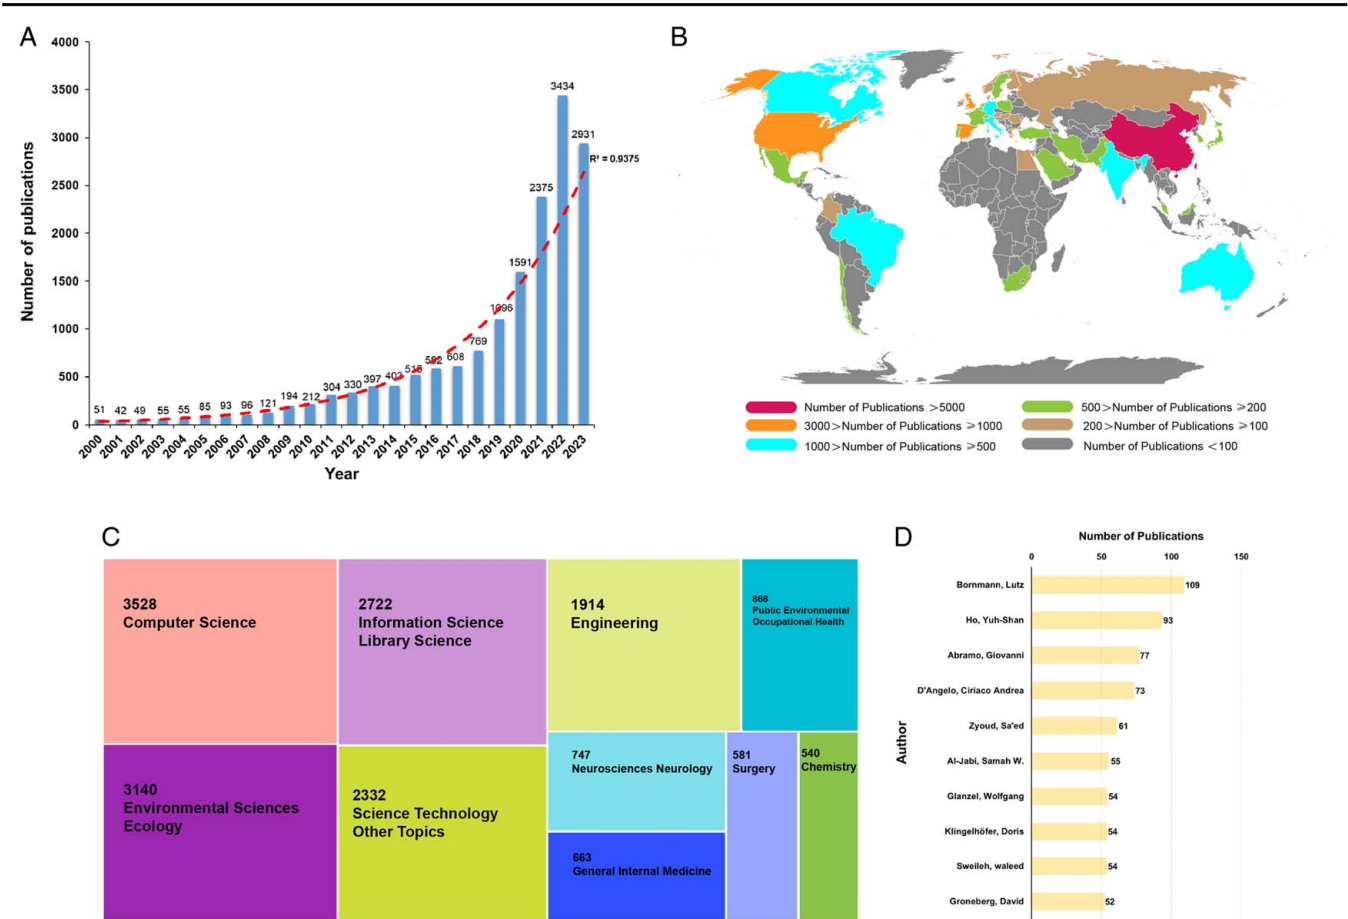 A
4000
3500
3000
2500
2000
1500
1000
500
0
Number of publications
51 42 49 55 55 85 93 96 121 194 212 304 330 397 403 515 592 608 769 1096 1591 2375 3434 2931
R² = 0.9375
2000 2001 2002 2003 2004 2005 2006 2007 2008 2009 2010 2011 2012 2013 2014 2015 2016 2017 2018 2019 2020 2021 2022 2023
Year
B
Number of Publications >5000
3000>Number of Publications ⩾1000
1000>Number of Publications ⩾500
500>Number of Publications ⩾200
200>Number of Publications ⩾100
Number of Publications <100
C
3528
Computer Science
2722
Information Science
Library Science
1914
Engineering
868
Public Environmental
Occupational Health
3140
Environmental Sciences
Ecology
2332
Science Technology
Other Topics
747
Neurosciences Neurology
663
General Internal Medicine
581
Surgery
540
Chemistry
D
Number of Publications
0 50 100 150
Author
Bornmann, Lutz 109
Ho, Yuh-Shan 93
Abramo, Giovanni 77
D'Angelo, Ciriaco Andrea 73
Zyoud, Sa'ed 61
Al-Jabi, Samah W. 55
Glanzel, Wolfgang 54
Klingelhöfer, Doris 54
Sweileh, waleed 54
Groneberg, David 52